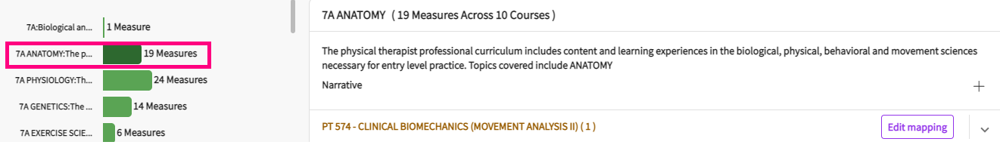 7A:Biological an... 1 Measure
7A ANATOMY:The p... 19 Measures
7A PHYSIOLOGY:Th... 24 Measures
7A GENETICS:The ... 14 Measures
7A EXERCISE SCIE... 6 Measures
7A ANATOMY ( 19 Measures Across 10 Courses )
The physical therapist professional curriculum includes content and learning experiences in the biological, physical, behavioral and movement sciences
necessary for entry level practice. Topics covered include ANATOMY
Narrative
PT 574 - CLINICAL BIOMECHANICS (MOVEMENT ANALYSIS II) ( 1 ) Edit mapping